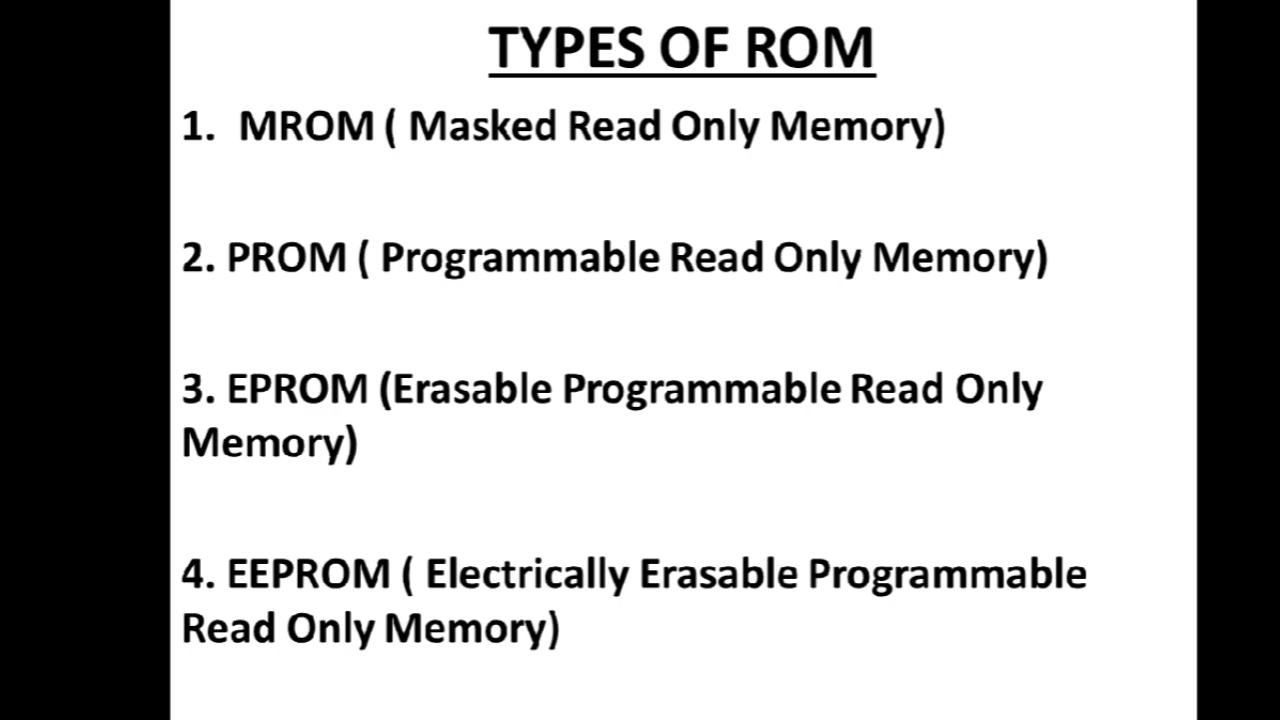 TYPES OF ROM
1. MROM ( Masked Read Only Memory)
2. PROM ( Programmable Read Only Memory)
3. EPROM (Erasable Programmable Read Only
Memory)
4. EEPROM ( Electrically Erasable Programmable
Read Only Memory)